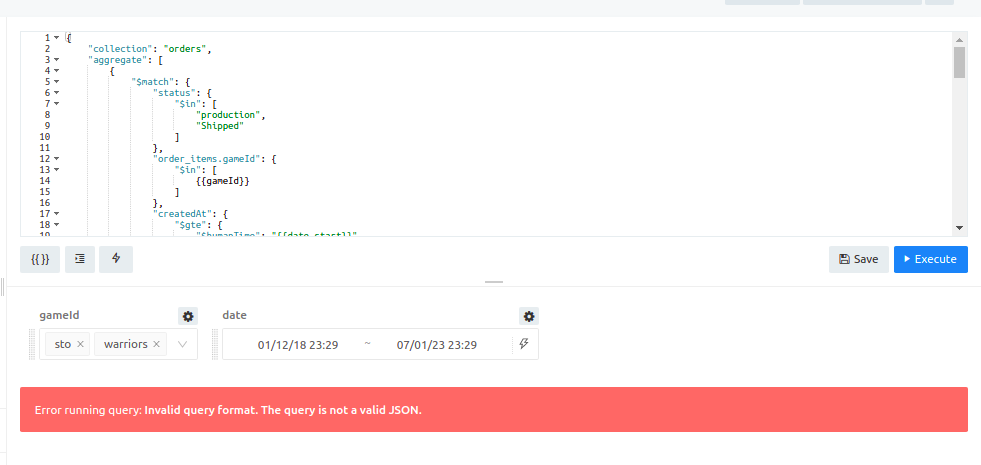 1 {
2 "collection": "orders",
3 "aggregate": [
4 {
5 "$match": {
6 "status": {
7 "$in": [
8 "production",
9 "Shipped"
10 ]
11 },
12 "order_items.gameId": {
13 "$in": [
14 {{gameId}}
15 ]
16 },
17 "createdAt": {
18 "$gte": {
19 "$humanTime": "{{date.start}}"
{{ }} Save Execute
gameId date
sto × warriors × 01/12/18 23:29 ~ 07/01/23 23:29
Error running query: Invalid query format. The query is not a valid JSON.